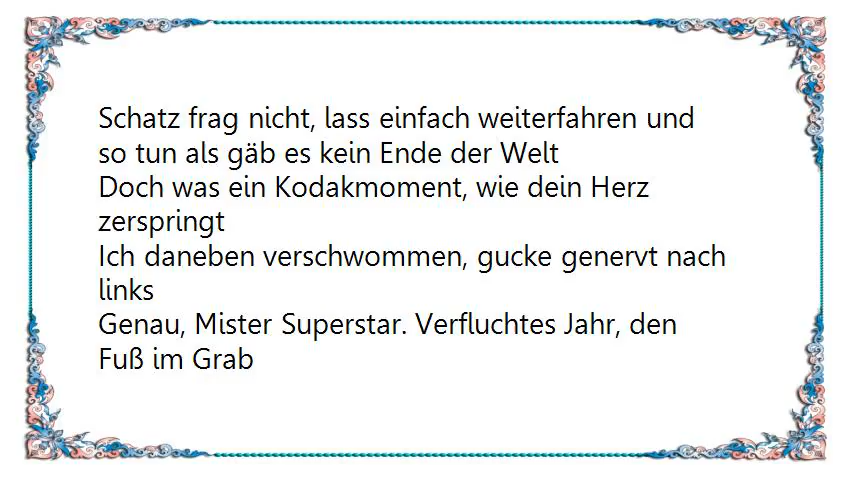 Schatz frag nicht, lass einfach weiterfahren und
so tun als gäb es kein Ende der Welt
Doch was ein Kodakmoment, wie dein Herz
zerspringt
Ich daneben verschwommen, gucke genervt nach
links
Genau, Mister Superstar. Verfluchtes Jahr, den
Fuß im Grab